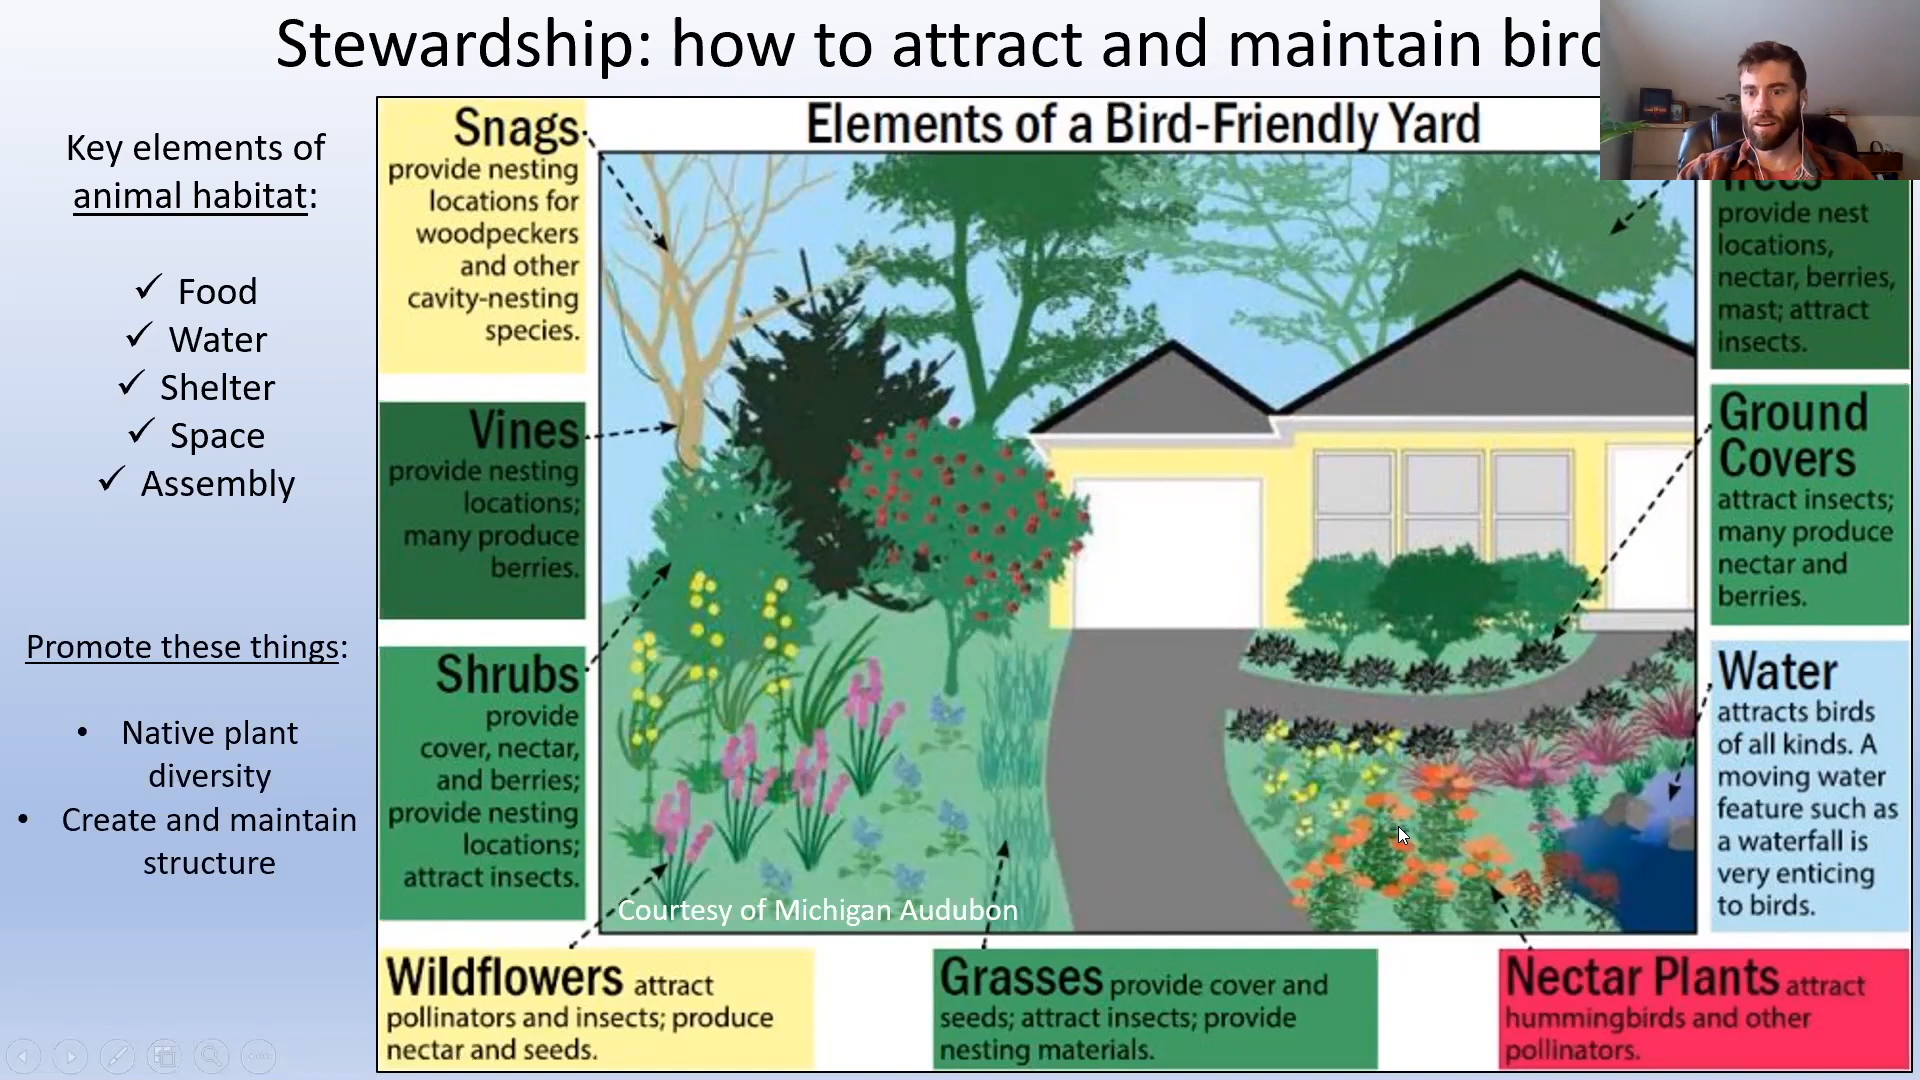 Stewardship: how to attract and maintain bird
Key elements of
animal habitat:
✓ Food
✓ Water
✓ Shelter
✓ Space
✓ Assembly
Promote these things:
• Native plant
diversity
• Create and maintain
structure
Elements of a Bird-Friendly Yard
Snags
provide nesting
locations for
woodpeckers
and other
cavity-nesting
species.
Vines
provide nesting
locations;
many produce
berries.
Shrubs
provide
cover, nectar,
and berries;
provide nesting
locations;
attract insects.
Trees
provide nest
locations,
nectar, berries,
mast; attract
insects.
Ground
Covers
attract insects;
many produce
nectar and
berries.
Water
attracts birds
of all kinds. A
moving water
feature such as
a waterfall is
very enticing
to birds.
Courtesy of Michigan Audubon
Wildflowers attract
pollinators and insects; produce
nectar and seeds.
Grasses provide cover and
seeds; attract insects; provide
nesting materials.
Nectar Plants attract
hummingbirds and other
pollinators.